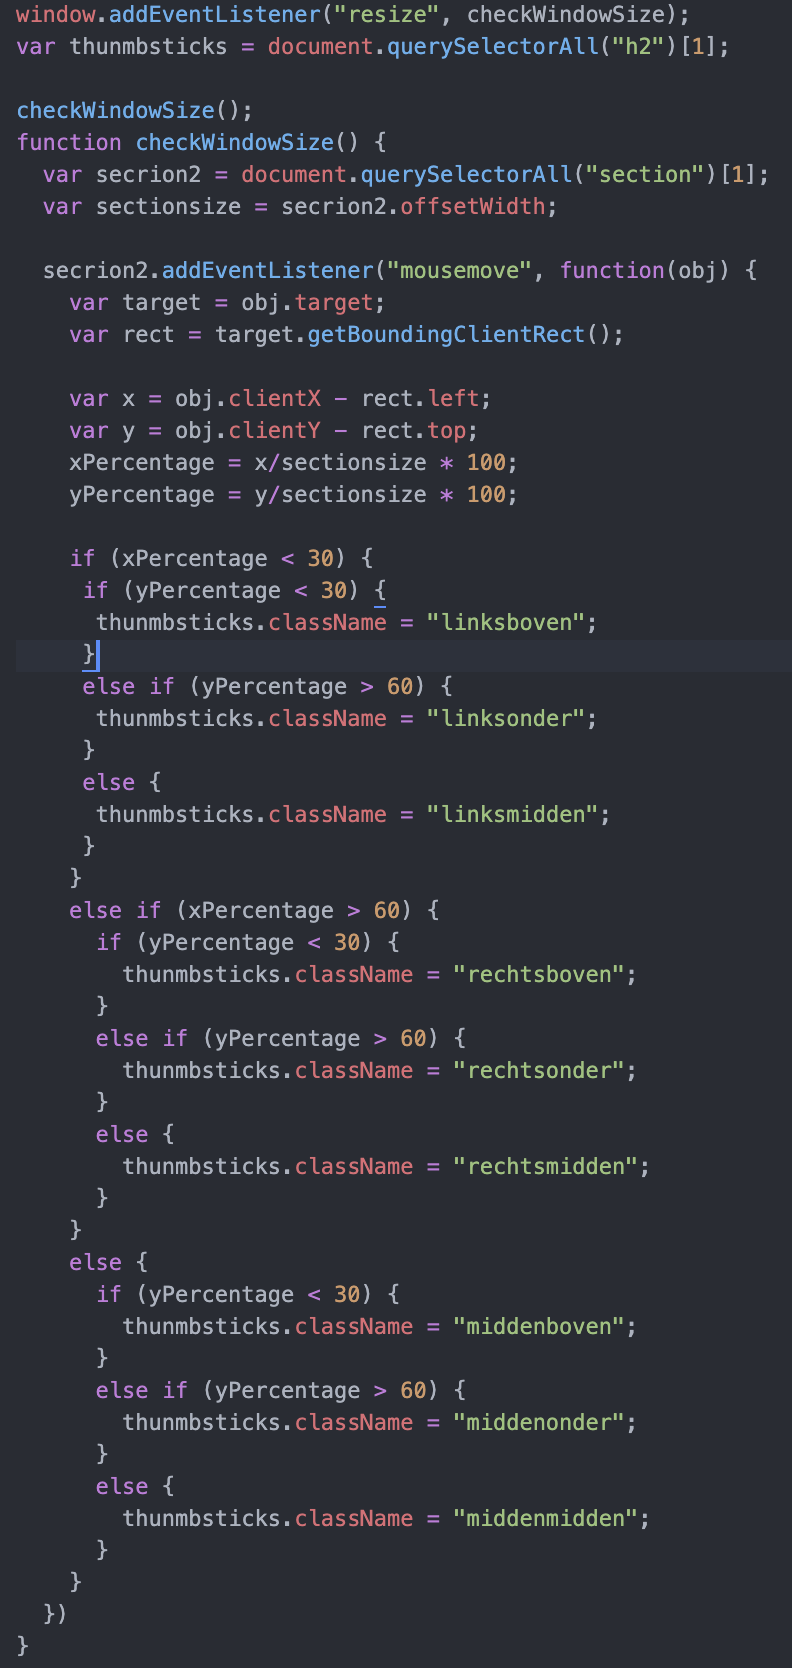 window.addEventListener("resize", checkWindowSize);
var thunmbsticks = document.querySelectorAll("h2")[1];

checkWindowSize();
function checkWindowSize() {
  var secrion2 = document.querySelectorAll("section")[1];
  var sectionsize = secrion2.offsetWidth;

  secrion2.addEventListener("mousemove", function(obj) {
    var target = obj.target;
    var rect = target.getBoundingClientRect();

    var x = obj.clientX - rect.left;
    var y = obj.clientY - rect.top;
    xPercentage = x/sectionsize * 100;
    yPercentage = y/sectionsize * 100;

    if (xPercentage < 30) {
     if (yPercentage < 30) {
      thunmbsticks.className = "linksboven";
     }
     else if (yPercentage > 60) {
      thunmbsticks.className = "linksonder";
     }
     else {
      thunmbsticks.className = "linksmidden";
     }
    }
    else if (xPercentage > 60) {
      if (yPercentage < 30) {
        thunmbsticks.className = "rechtsboven";
      }
      else if (yPercentage > 60) {
        thunmbsticks.className = "rechtsonder";
      }
      else {
        thunmbsticks.className = "rechtsmidden";
      }
    }
    else {
      if (yPercentage < 30) {
        thunmbsticks.className = "middenboven";
      }
      else if (yPercentage > 60) {
        thunmbsticks.className = "middenonder";
      }
      else {
        thunmbsticks.className = "middenmidden";
      }
    }
  })
}